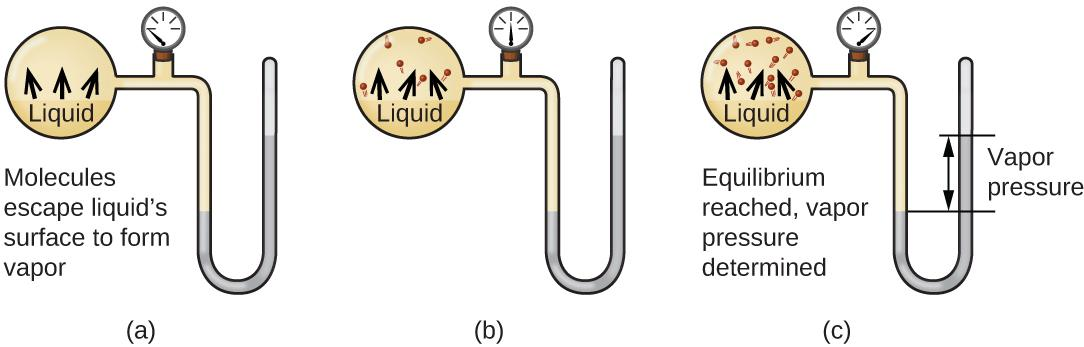 Liquid
Liquid
Liquid
Molecules
escape liquid’s
surface to form
vapor
Equilibrium
reached, vapor
pressure
determined
Vapor
pressure
(a)
(b)
(c)